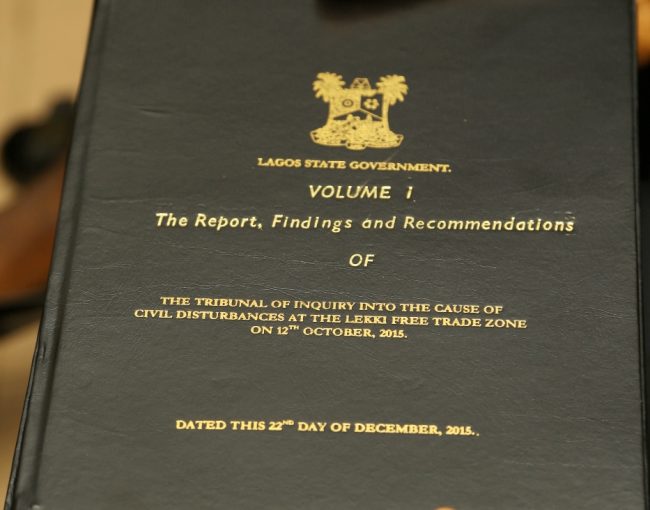 LAGOS STATE GOVERNMENT.
VOLUME 1
The Report, Findings and Recommendations
OF
THE TRIBUNAL OF INQUIRY INTO THE CAUSE OF
CIVIL DISTURBANCES AT THE LEKKI FREE TRADE ZONE
ON 12TH OCTOBER, 2015.
DATED THIS 22ND DAY OF DECEMBER, 2015..